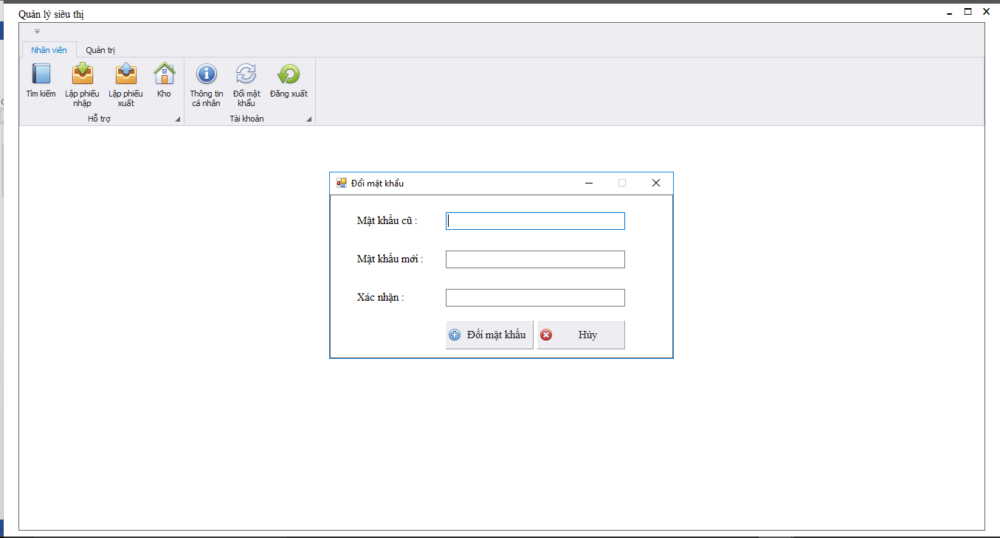 Quản lý siêu thị
Nhân viên Quản trị
Tìm kiếm Lập phiếu nhập Lập phiếu xuất Kho Thông tin cá nhân Đổi mật khẩu Đăng xuất
Hỗ trợ Tài khoản
Đổi mật khẩu
Mật khẩu cũ :
Mật khẩu mới :
Xác nhận :
Đổi mật khẩu Hủy